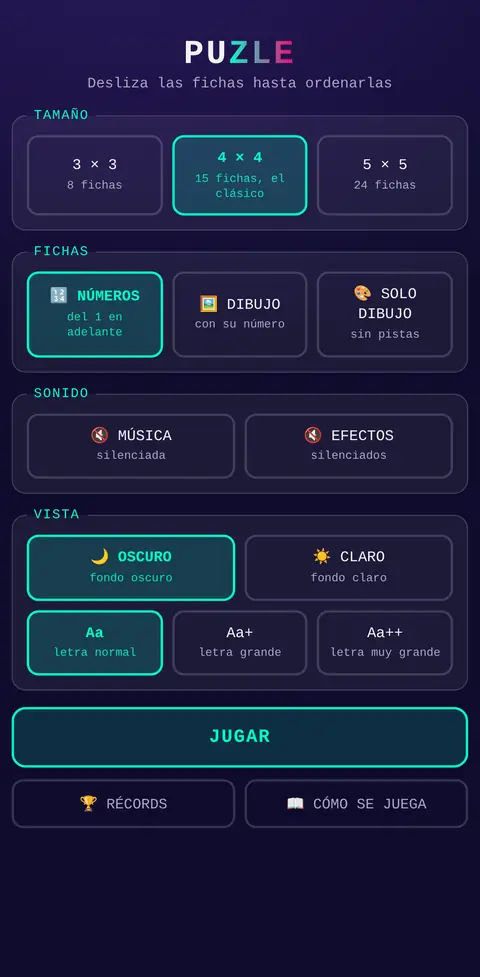 PUZLE
Desliza las fichas hasta ordenarlas
TAMAÑO
3 × 3
8 fichas
4 × 4
15 fichas, el
clásico
5 × 5
24 fichas
FICHAS
🔢 NÚMEROS
del 1 en
adelante
🖼️ DIBUJO
con su número
🎨 SOLO
DIBUJO
sin pistas
SONIDO
🔇 MÚSICA
silenciada
🔇 EFECTOS
silenciados
VISTA
🌙 OSCURO
fondo oscuro
☀️ CLARO
fondo claro
Aa
letra normal
Aa+
letra grande
Aa++
letra muy grande
JUGAR
🏆 RÉCORDS
📖 CÓMO SE JUEGA